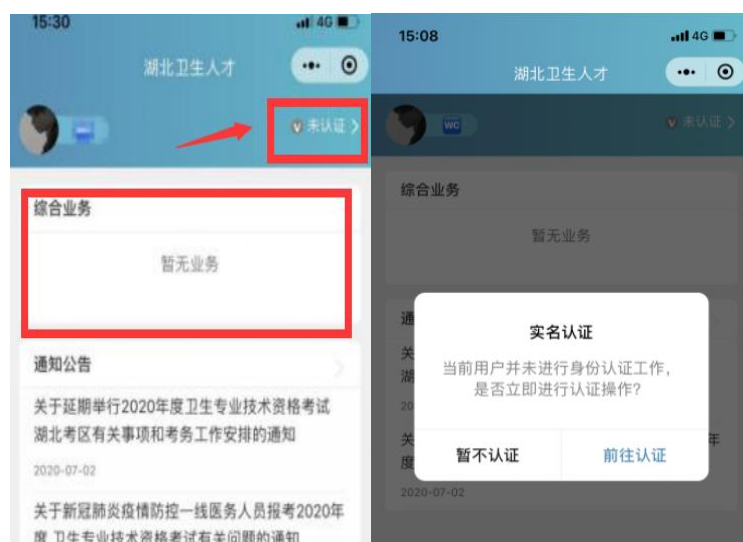 15:30
4G
湖北卫生人才
未认证
综合业务
暂无业务
通知公告
关于延期举行2020年度卫生专业技术资格考试
湖北考区有关事项和考务工作安排的通知
2020-07-02
关于新冠肺炎疫情防控一线医务人员报考2020年
度 卫生专业技术资格考试有关问题的通知
15:08
4G
湖北卫生人才
WC
未认证
综合业务
暂无业务
通
关
湖
20
实名认证
当前用户并未进行身份认证工作，
是否立即进行认证操作？
暂不认证
前往认证
关
年
度
2020-07-02